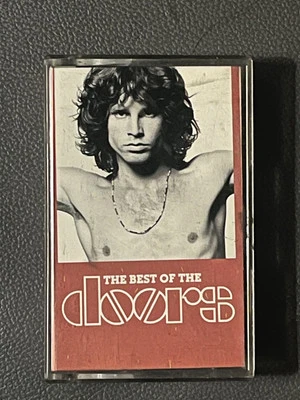 THE BEST OF THE
doors